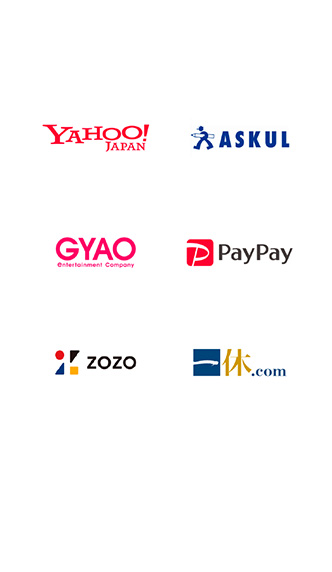 YAHOO!
JAPAN
ASKUL
GYAO
entertainment Company
PayPay
ZOZO
一休.com